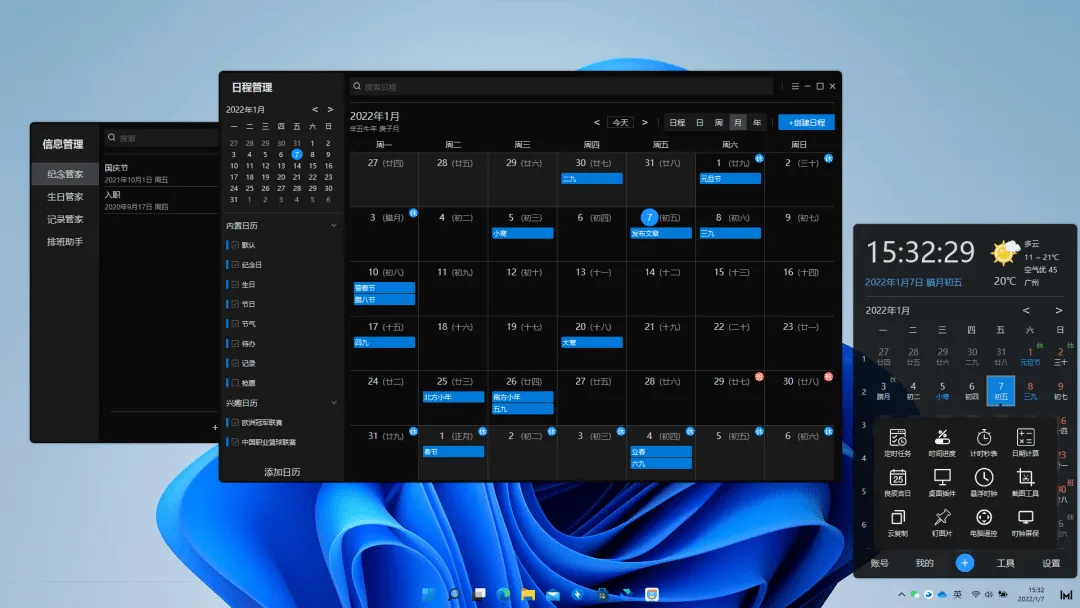 信息管家
搜索
纪念管家
生日管家
记录管家
排班助手
国庆节
2021年10月1日 周五
入职
2020年9月17日 周四
+
日程管理
2022年1月 < >
一 二 三 四 五 六 日
27 28 29 30 31 1 2
3 4 5 6 7 8 9
10 11 12 13 14 15 16
17 18 19 20 21 22 23
24 25 26 27 28 29 30
31 1 2 3 4 5 6
内置日历
默认
纪念日
生日
节日
节气
待办
记录
抢票
兴趣日历
欧洲冠军联赛
中国职业篮球联赛
添加日历
搜索日程
2022年1月
辛丑牛年 庚子月
< 今天 > 日程 日 周 月 年 +创建日程
周一 周二 周三 周四 周五 周六 周日
27 (廿四) 28 (廿五) 29 (廿六) 30 (廿七) 31 (廿八) 1 (廿九) 休 2 (三十) 休
二九 元旦节
3 (腊月) 休 4 (初二) 5 (初三) 6 (初四) 7 (初五) 8 (初六) 9 (初七)
小寒 发布文章 三九
10 (初八) 11 (初九) 12 (初十) 13 (十一) 14 (十二) 15 (十三) 16 (十四)
警察节
腊八节
17 (十五) 18 (十六) 19 (十七) 20 (十八) 21 (十九) 22 (二十) 23 (廿一)
四九 大寒
24 (廿二) 25 (廿三) 26 (廿四) 27 (廿五) 28 (廿六) 29 (廿七) 班 30 (廿八) 班
北方小年 南方小年
五九
31 (廿九) 休 1 (正月) 休 2 (初二) 休 3 (初三) 休 4 (初四) 休 5 (初五) 休 6 (初六) 休
春节 立春
六九
15:32:29
多云
11 ~ 21℃
空气优 45
20℃ 广州
2022年1月7日 腊月初五
2022年1月 < >
一 二 三 四 五 六 日
1 27 28 29 30 31 1 休 2 休
廿四 廿五 廿六 廿七 廿八 元旦节 三十
2 3 休 4 5 6 7 8 9
腊月 初二 小寒 初四 初五 三九 初七
3
4
5
6
定时任务 时间进度 计时秒表 日期计算
良辰吉日 桌面插件 悬浮时钟 截图工具
云复制 钉图片 电脑遥控 时钟屏保
账号 我的 + 工具 设置
英
15:32
2022/1/7